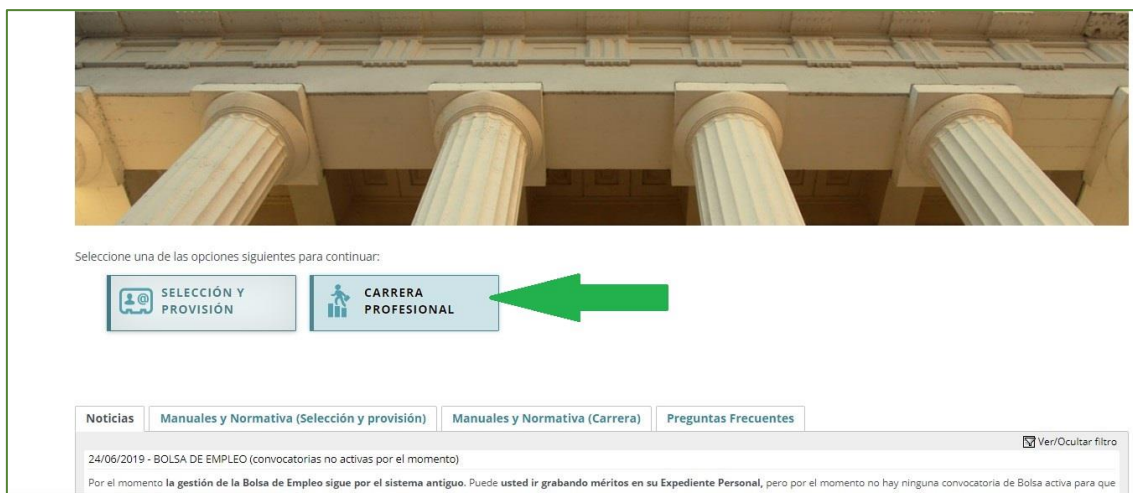 Seleccione una de las opciones siguientes para continuar:
SELECCIÓN Y
PROVISIÓN
CARRERA
PROFESIONAL
Noticias
Manuales y Normativa (Selección y provisión)
Manuales y Normativa (Carrera)
Preguntas Frecuentes
Ver/Ocultar filtro
24/06/2019 - BOLSA DE EMPLEO (convocatorias no activas por el momento)
Por el momento la gestión de la Bolsa de Empleo sigue por el sistema antiguo. Puede usted ir grabando méritos en su Expediente Personal, pero por el momento no hay ninguna convocatoria de Bolsa activa para que